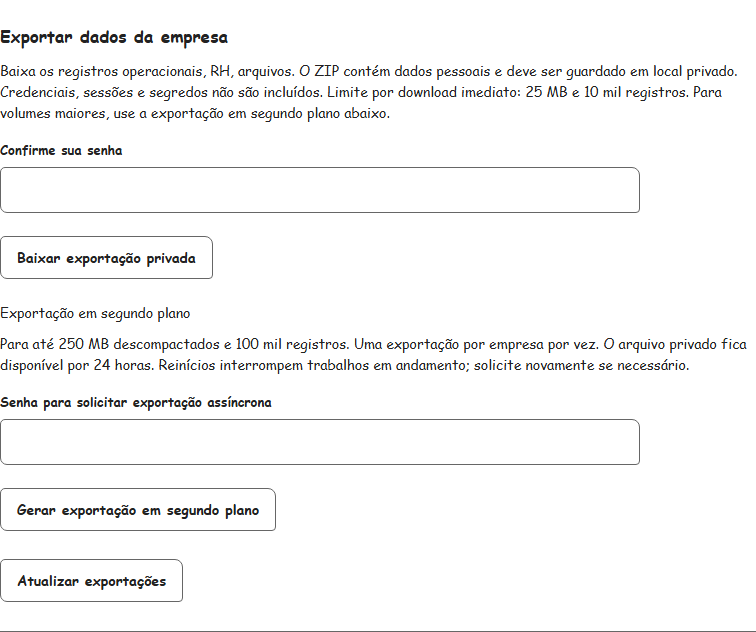 Exportar dados da empresa
Baixa os registros operacionais, RH, arquivos. O ZIP contém dados pessoais e deve ser guardado em local privado.
Credenciais, sessões e segredos não são incluídos. Limite por download imediato: 25 MB e 10 mil registros. Para
volumes maiores, use a exportação em segundo plano abaixo.
Confirme sua senha
Baixar exportação privada
Exportação em segundo plano
Para até 250 MB descompactados e 100 mil registros. Uma exportação por empresa por vez. O arquivo privado fica
disponível por 24 horas. Reinícios interrompem trabalhos em andamento; solicite novamente se necessário.
Senha para solicitar exportação assíncrona
Gerar exportação em segundo plano
Atualizar exportações